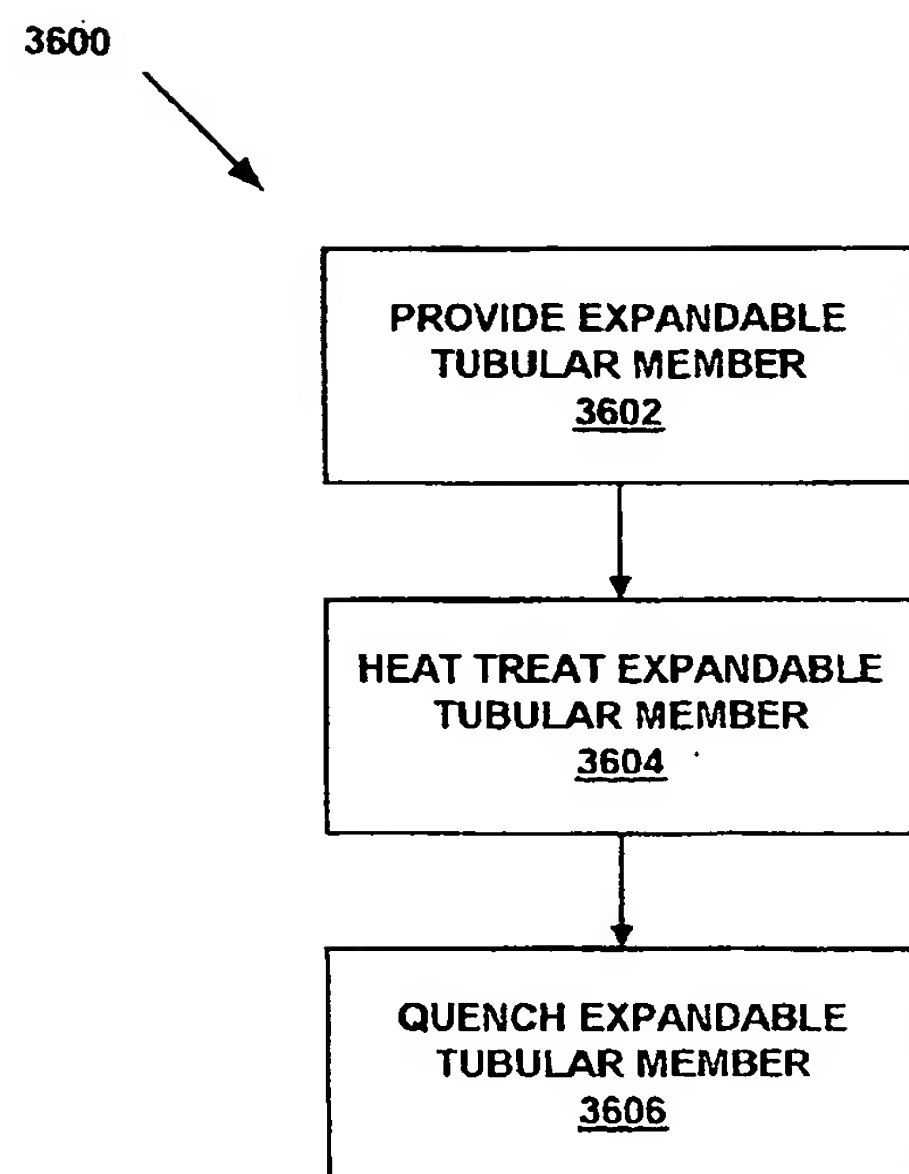 3600
PROVIDE EXPANDABLE
TUBULAR MEMBER
3602
HEAT TREAT EXPANDABLE
TUBULAR MEMBER
3604
QUENCH EXPANDABLE
TUBULAR MEMBER
3606